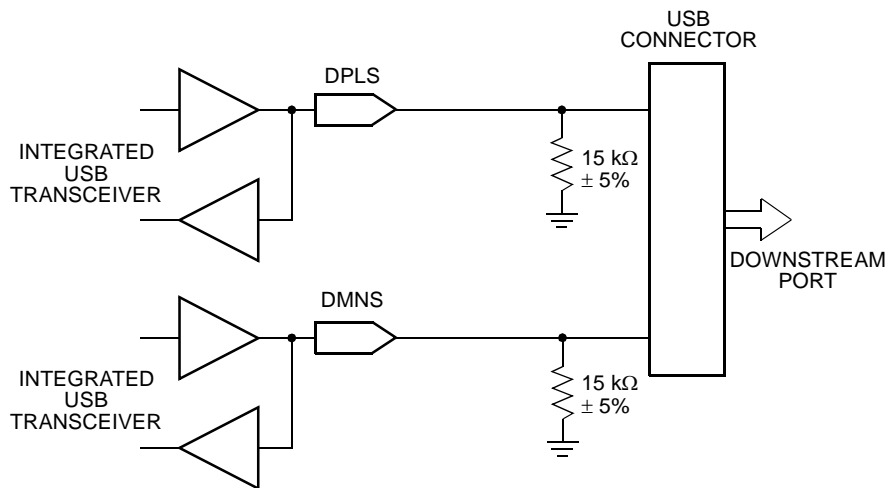 USB
CONNECTOR
DPLS
INTEGRATED
USB
TRANSCEIVER
15 kΩ
± 5%
DOWNSTREAM
PORT
DMNS
INTEGRATED
USB
TRANSCEIVER
15 kΩ
± 5%